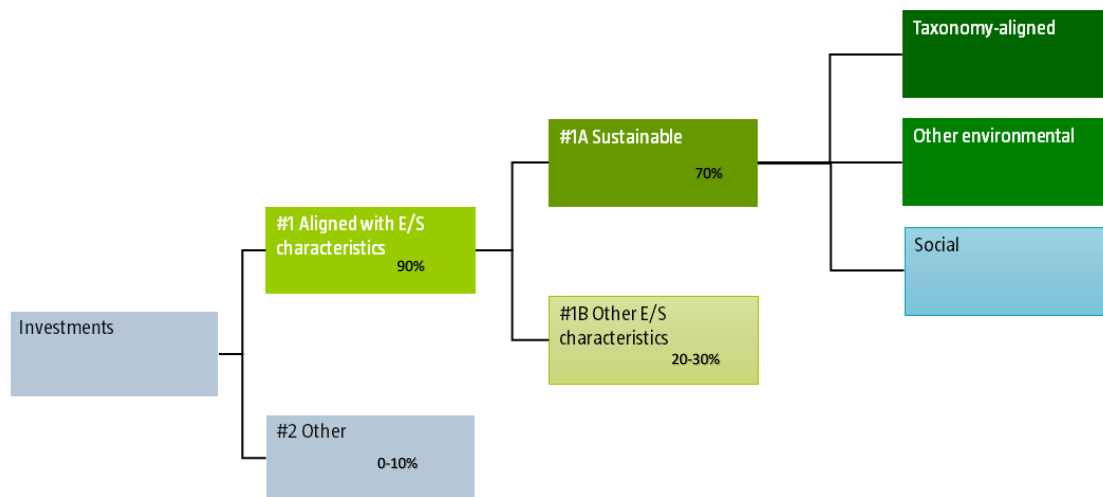 Taxonomy-aligned
Other environmental
Social
#1A Sustainable
70%
#1B Other E/S
characteristics
20-30%
#1 Aligned with E/S
characteristics
90%
Investments
#2 Other
0-10%